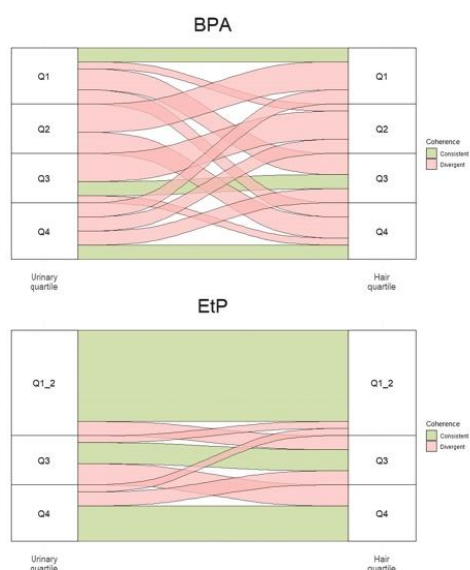 BPA
Q1
Q2
Q3
Q4
Q1
Q2
Q3
Q4
Urinary
quartile
Hair
quartile
Coherence
Consistent
Divergent
EtP
Q1_2
Q3
Q4
Q1_2
Q3
Q4
Urinary
quartile
Hair
quartile
Coherence
Consistent
Divergent